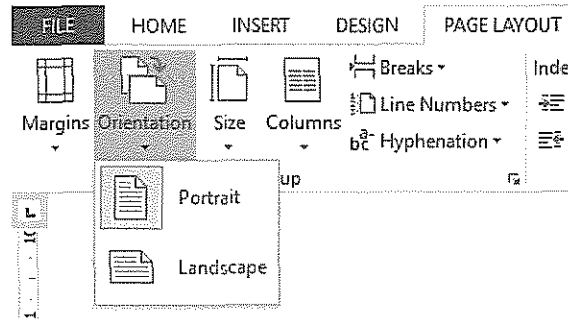 FILE HOME INSERT DESIGN PAGE LAYOUT
Breaks Inde
Line Numbers
Margins Orientation Size Columns
Hyphenation
up
Portrait
Landscape